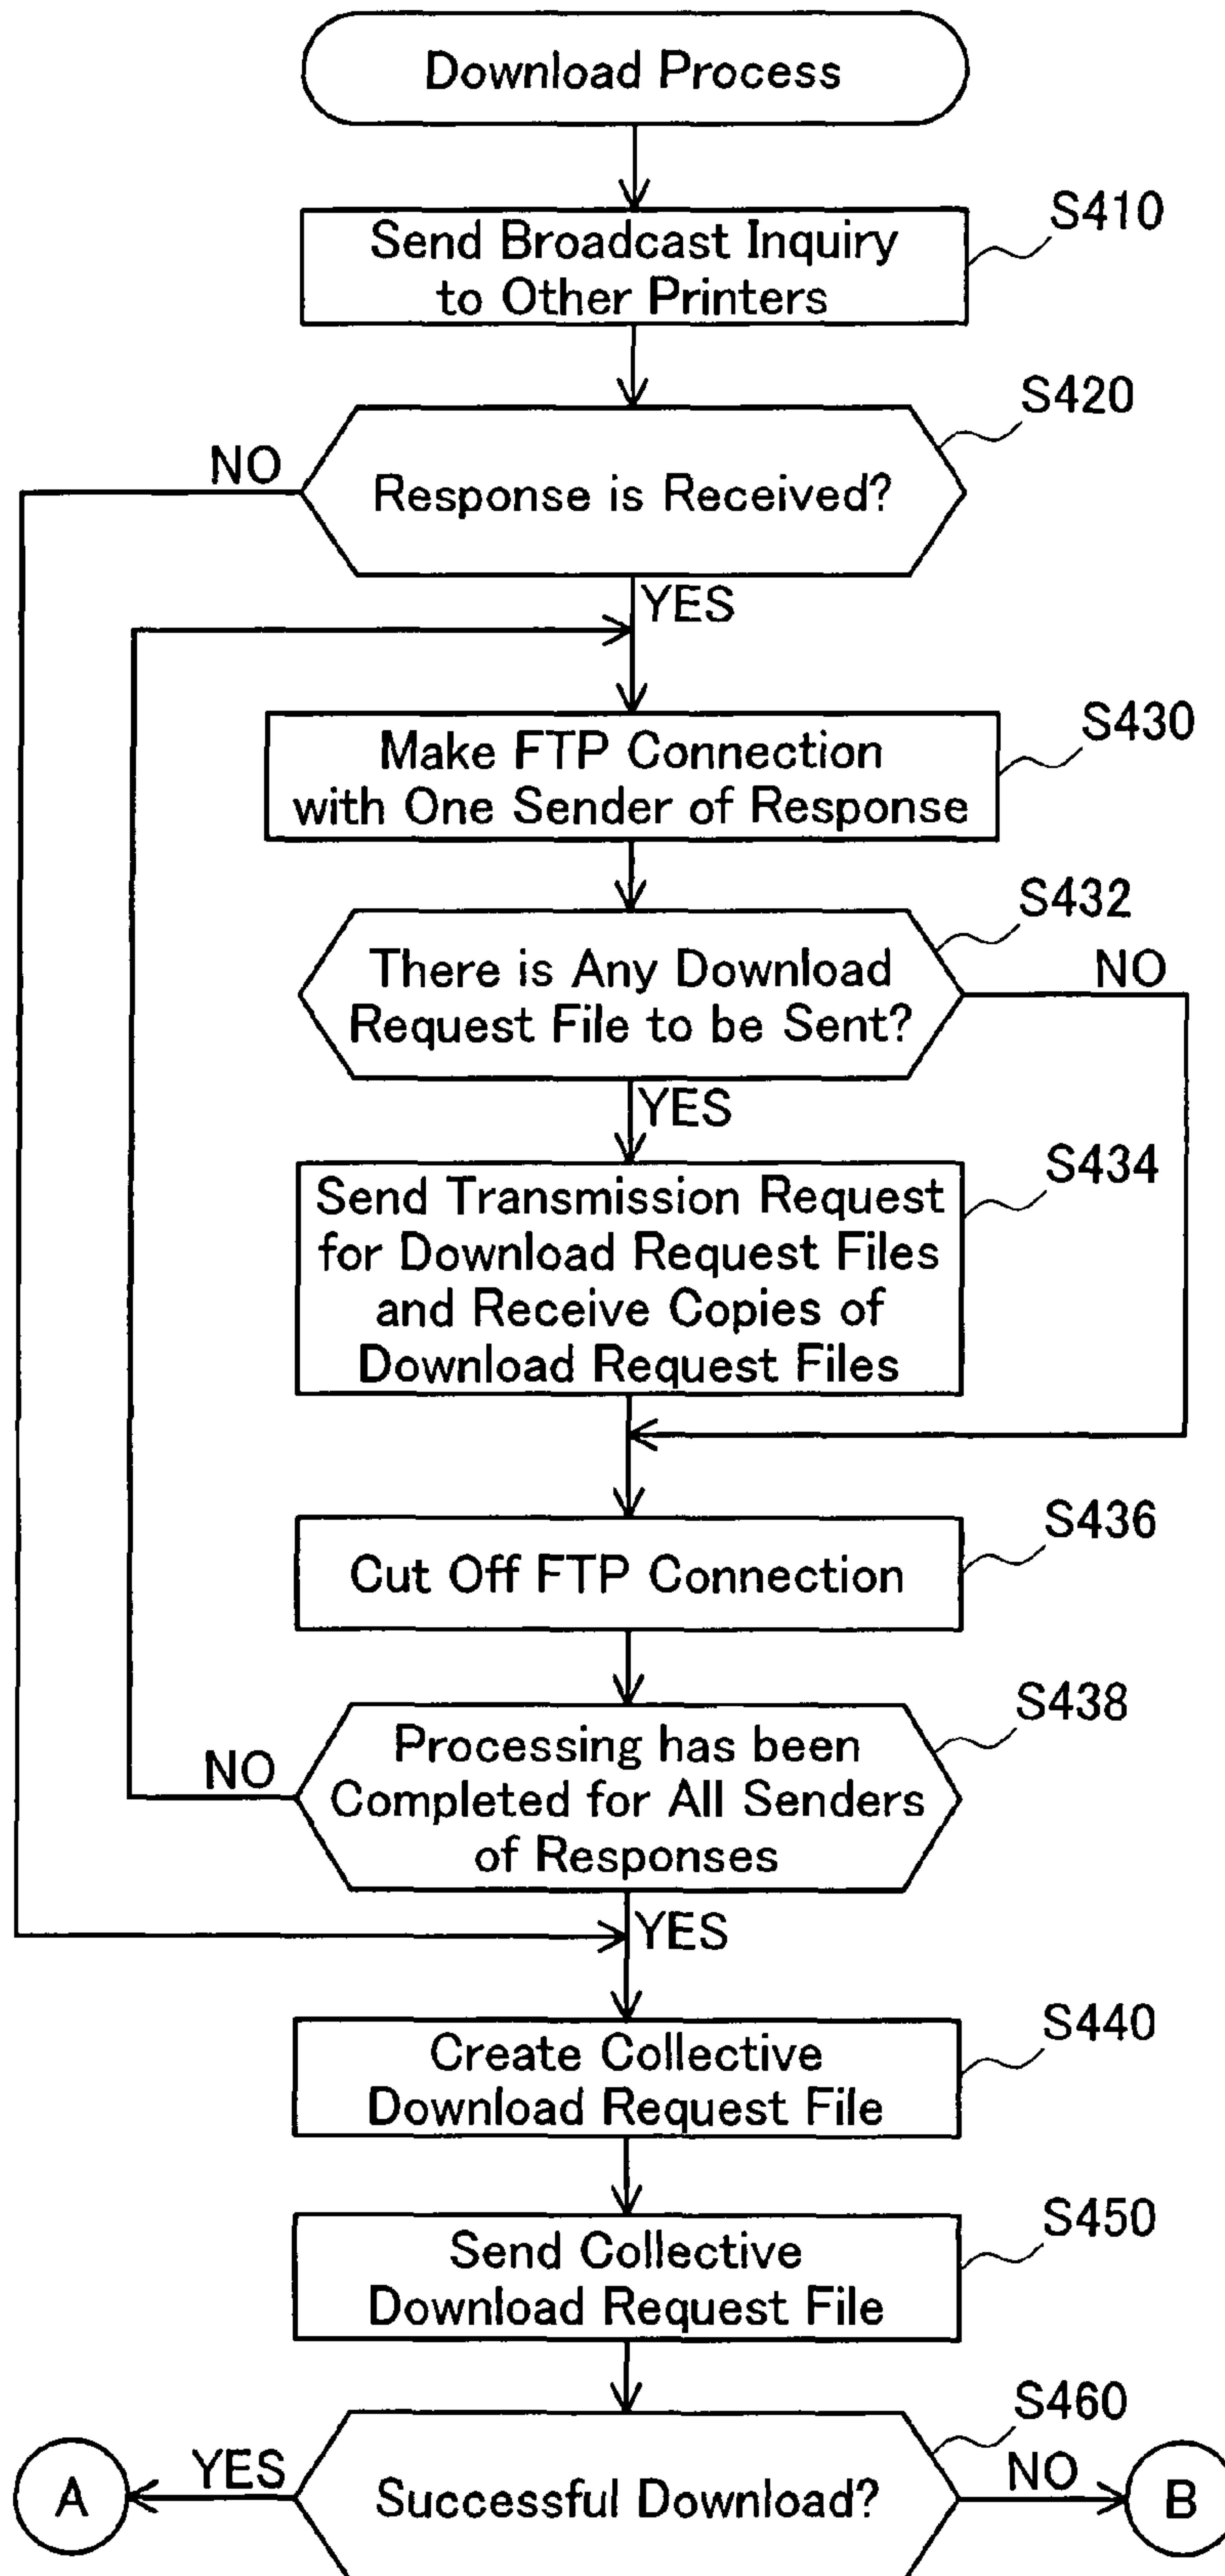 Download Process
S410
Send Broadcast Inquiry
to Other Printers
S420
NO
Response is Received?
YES
S430
Make FTP Connection
with One Sender of Response
S432
There is Any Download
Request File to be Sent?
NO
YES
S434
Send Transmission Request
for Download Request Files
and Receive Copies of
Download Request Files
S436
Cut Off FTP Connection
S438
NO
Processing has been
Completed for All Senders
of Responses
YES
S440
Create Collective
Download Request File
S450
Send Collective
Download Request File
S460
A
YES
Successful Download?
NO
B